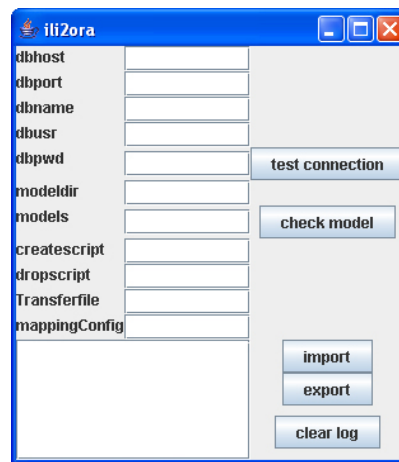 ili2ora
dbhost
dbport
dbname
dbusr
dbpwd test connection
modeldir
models check model
createscript
dropscript
Transferfile
mappingConfig
import
export
clear log